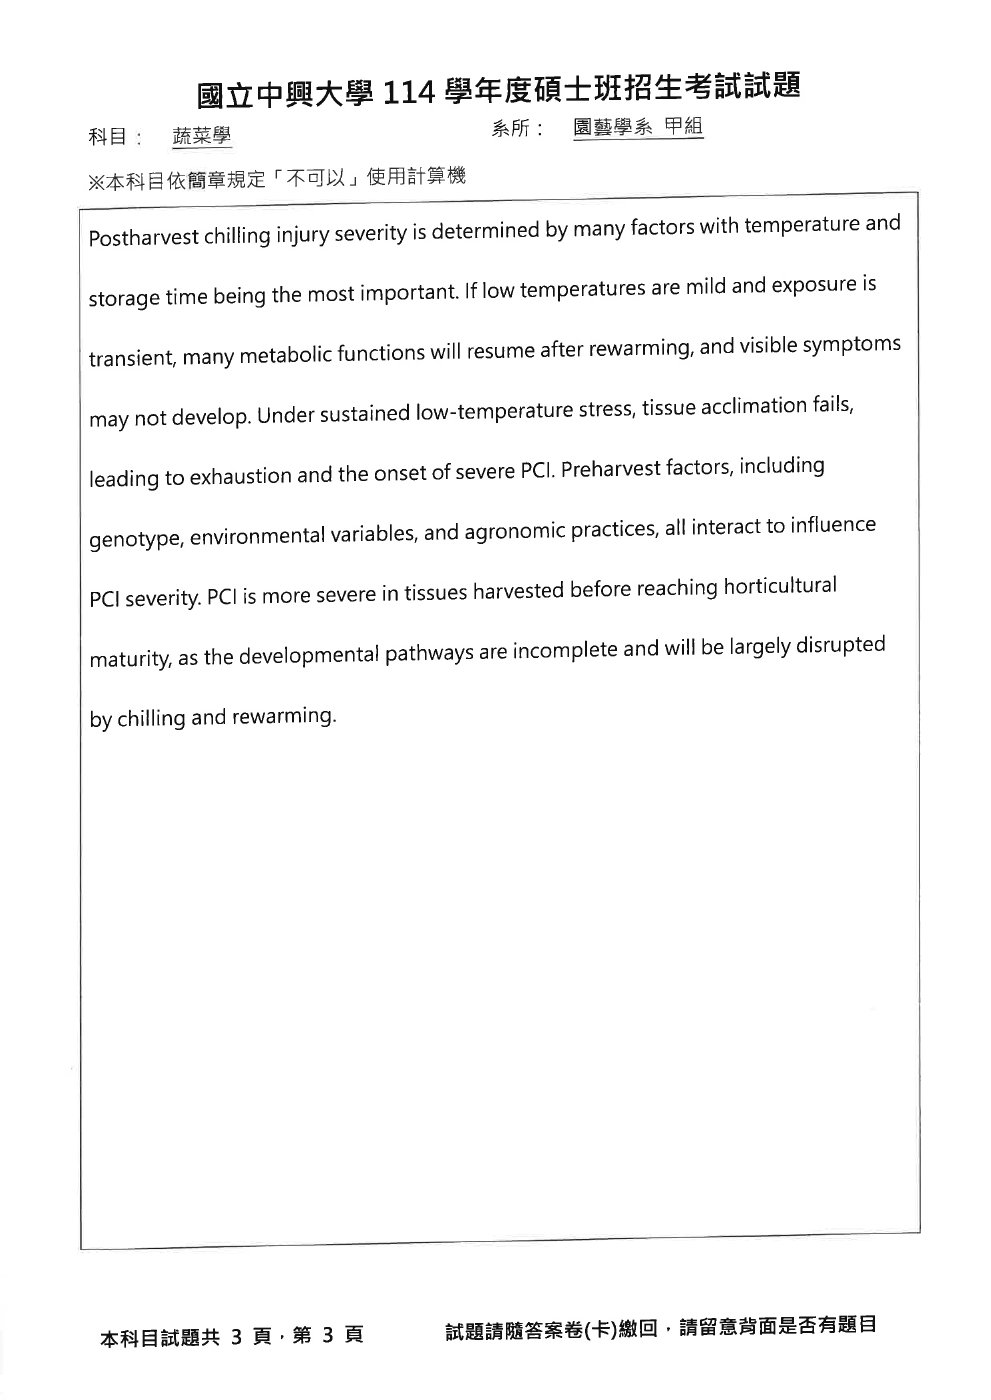 國立中興大學 114 學年度碩士班招生考試試題
科目： 蔬菜學 系所： 園藝學系 甲組
※本科目依簡章規定「不可以」使用計算機
Postharvest chilling injury severity is determined by many factors with temperature and
storage time being the most important. If low temperatures are mild and exposure is
transient, many metabolic functions will resume after rewarming, and visible symptoms
may not develop. Under sustained low-temperature stress, tissue acclimation fails,
leading to exhaustion and the onset of severe PCI. Preharvest factors, including
genotype, environmental variables, and agronomic practices, all interact to influence
PCI severity. PCI is more severe in tissues harvested before reaching horticultural
maturity, as the developmental pathways are incomplete and will be largely disrupted
by chilling and rewarming.
本科目試題共 3 頁，第 3 頁 試題請隨答案卷(卡)繳回，請留意背面是否有題目